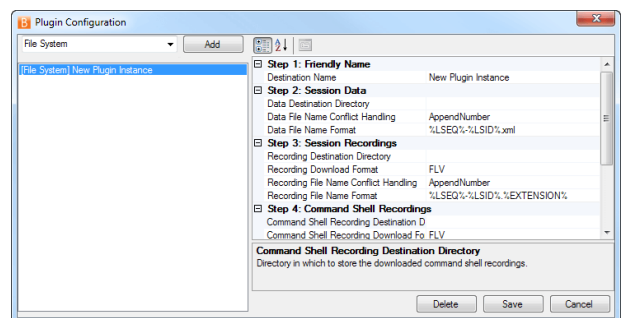 B Plugin Configuration
File System Add
[File System] New Plugin Instance
Step 1: Friendly Name
Destination Name New Plugin Instance
Step 2: Session Data
Data Destination Directory
Data File Name Conflict Handling AppendNumber
Data File Name Format %LSEQ%-%LSID%.xml
Step 3: Session Recordings
Recording Destination Directory
Recording Download Format FLV
Recording File Name Conflict Handling AppendNumber
Recording File Name Format %LSEQ%-%LSID%.%EXTENSION%
Step 4: Command Shell Recordings
Command Shell Recording Destination D
Command Shell Recording Download Fo FLV
Command Shell Recording Destination Directory
Directory in which to store the downloaded command shell recordings.
Delete Save Cancel